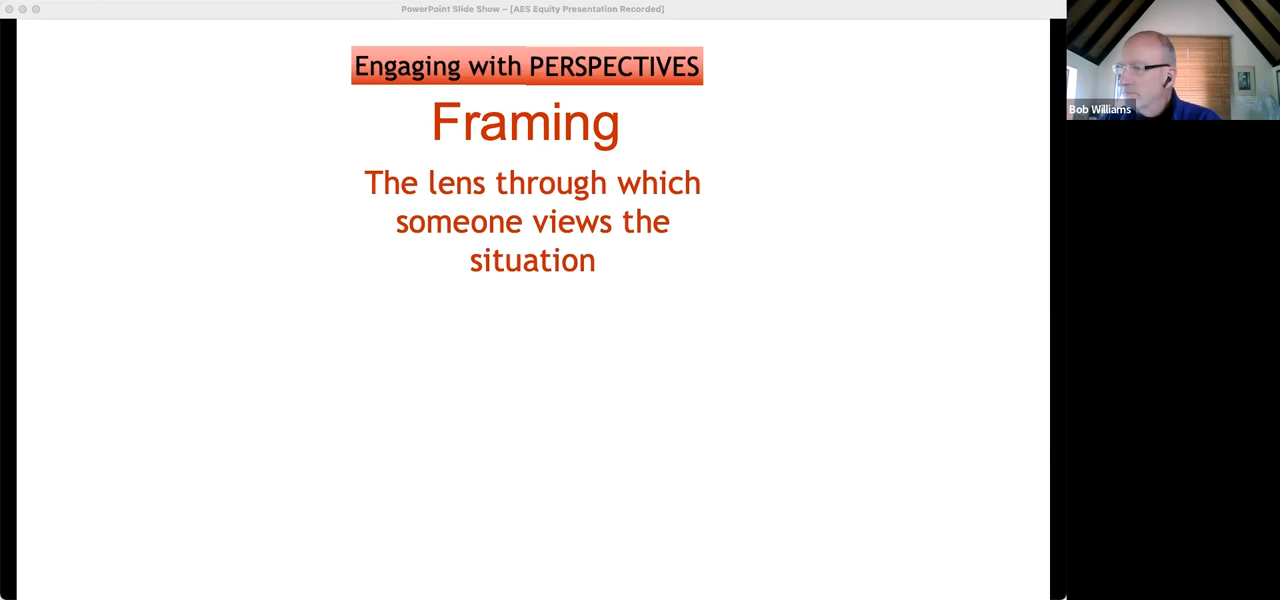 PowerPoint Slide Show – [AES Equity Presentation Recorded]
Engaging with PERSPECTIVES
Framing
The lens through which
someone views the
situation
Bob Williams